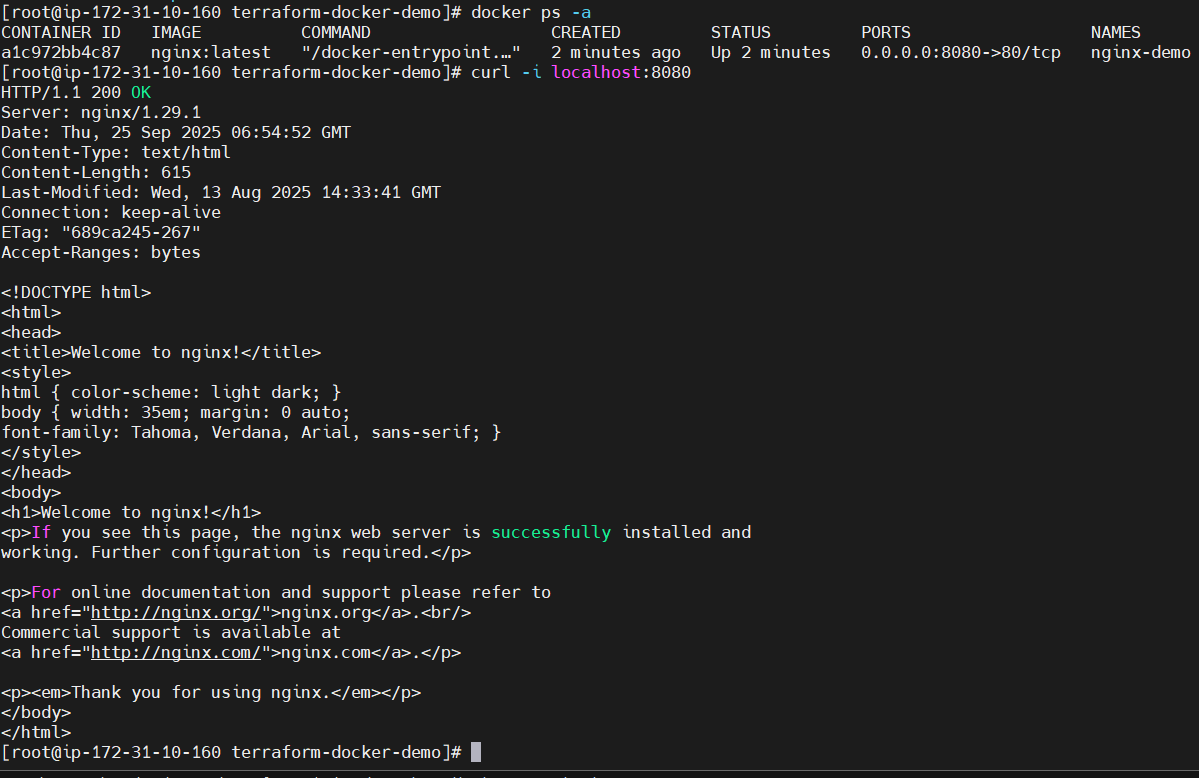 [root@ip-172-31-10-160 terraform-docker-demo]# docker ps -a
CONTAINER ID   IMAGE          COMMAND                  CREATED         STATUS         PORTS                  NAMES
a1c972bb4c87   nginx:latest   "/docker-entrypoint.…"   2 minutes ago   Up 2 minutes   0.0.0.0:8080->80/tcp   nginx-demo
[root@ip-172-31-10-160 terraform-docker-demo]# curl -i localhost:8080
HTTP/1.1 200 OK
Server: nginx/1.29.1
Date: Thu, 25 Sep 2025 06:54:52 GMT
Content-Type: text/html
Content-Length: 615
Last-Modified: Wed, 13 Aug 2025 14:33:41 GMT
Connection: keep-alive
ETag: "689ca245-267"
Accept-Ranges: bytes

<!DOCTYPE html>
<html>
<head>
<title>Welcome to nginx!</title>
<style>
html { color-scheme: light dark; }
body { width: 35em; margin: 0 auto;
font-family: Tahoma, Verdana, Arial, sans-serif; }
</style>
</head>
<body>
<h1>Welcome to nginx!</h1>
<p>If you see this page, the nginx web server is successfully installed and
working. Further configuration is required.</p>

<p>For online documentation and support please refer to
<a href="http://nginx.org/">nginx.org</a>.<br/>
Commercial support is available at
<a href="http://nginx.com/">nginx.com</a>.</p>

<p><em>Thank you for using nginx.</em></p>
</body>
</html>
[root@ip-172-31-10-160 terraform-docker-demo]#